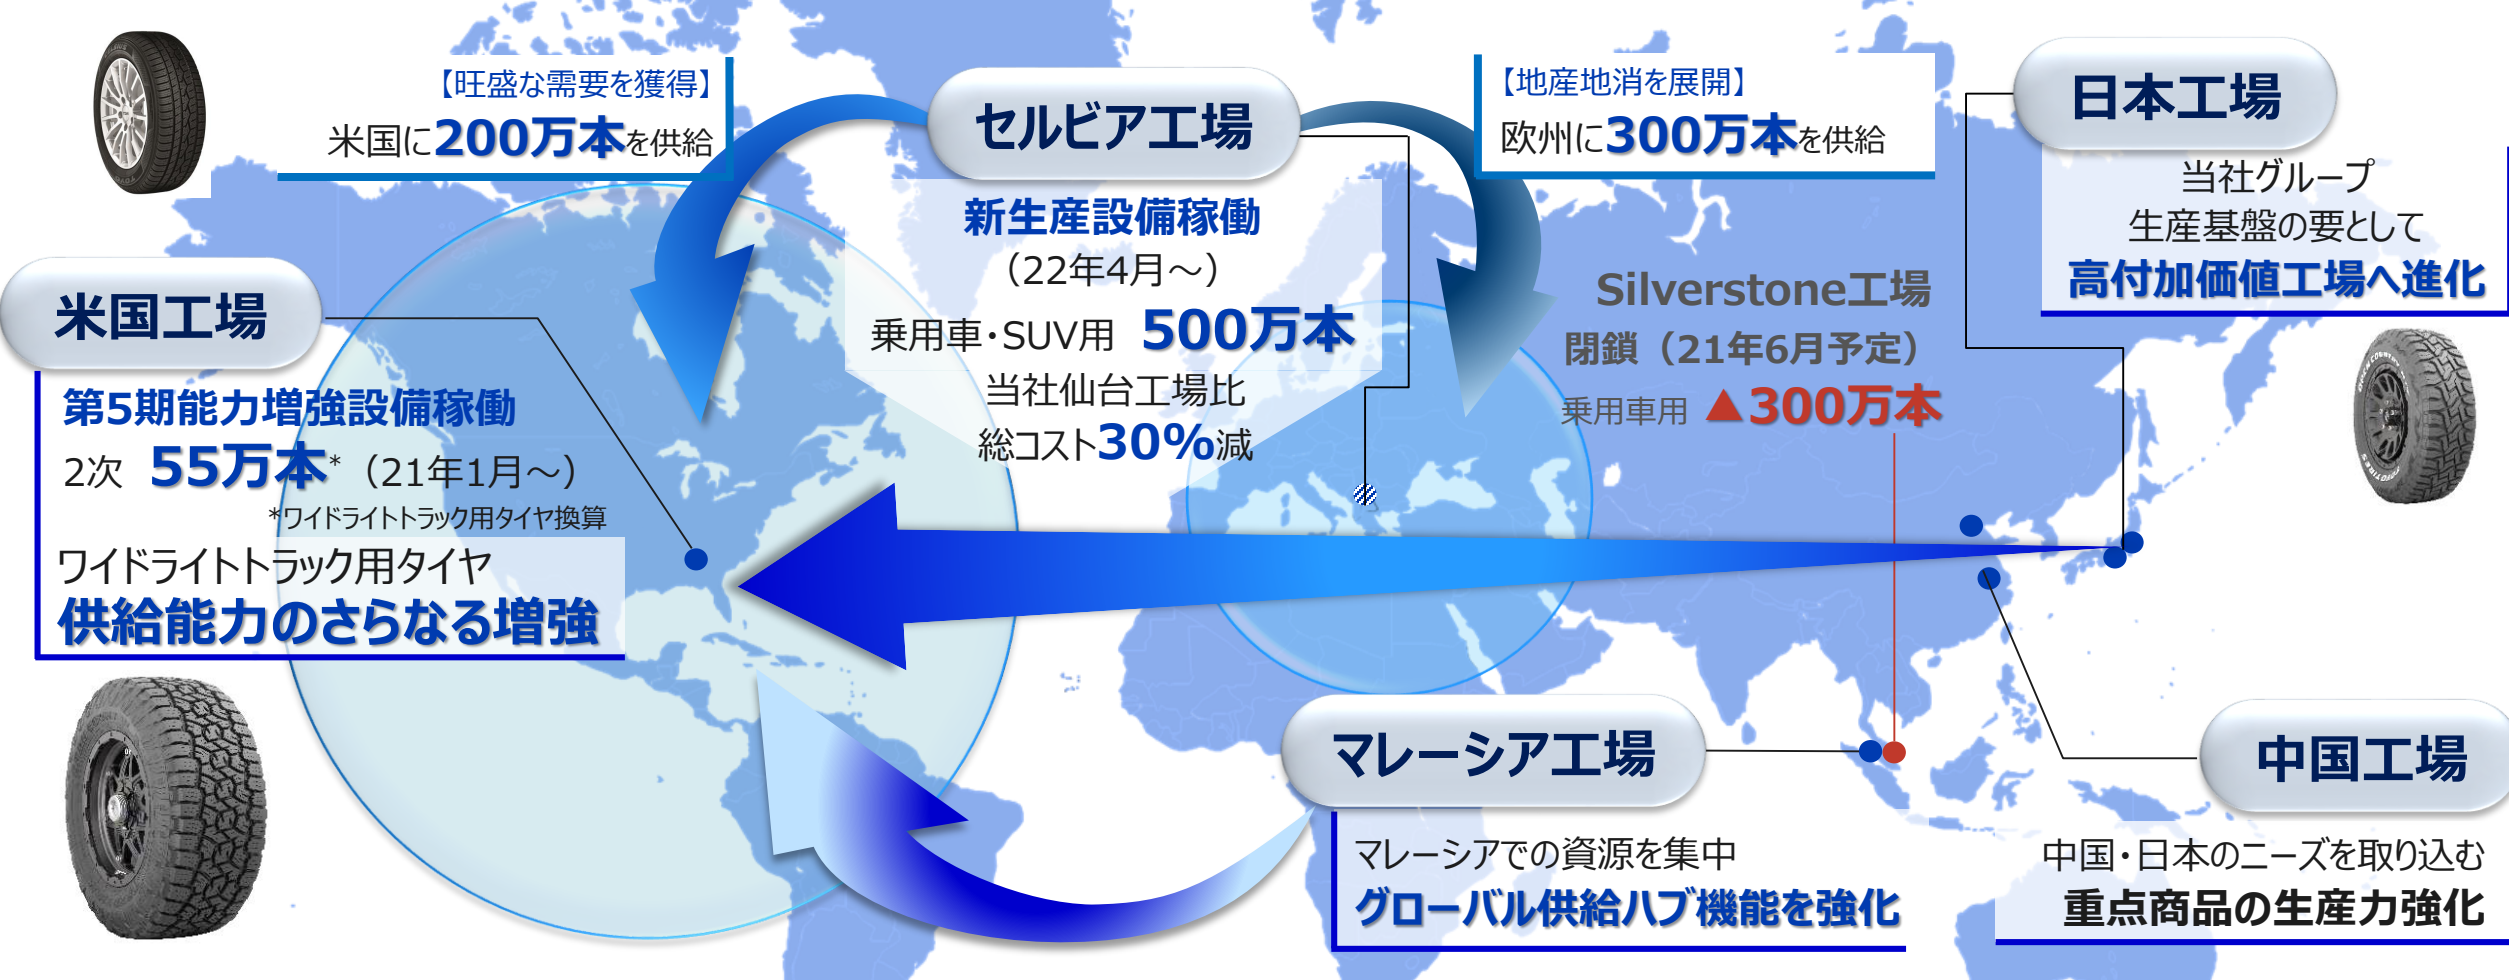 【旺盛な需要を獲得】
米国に200万本を供給
セルビア工場
新生産設備稼働
（22年4月～）
乗用車・SUV用 500万本
当社仙台工場比
総コスト30%減
【地産地消を展開】
欧州に300万本を供給
日本工場
当社グループ
生産基盤の要として
高付加価値工場へ進化
米国工場
第5期能力増強設備稼働
2次 55万本*（21年1月～）
*ワイドライトトラック用タイヤ換算
ワイドライトトラック用タイヤ
供給能力のさらなる増強
Silverstone工場
閉鎖（21年6月予定）
乗用車用 ▲300万本
マレーシア工場
マレーシアでの資源を集中
グローバル供給ハブ機能を強化
中国工場
中国・日本のニーズを取り込む
重点商品の生産力強化